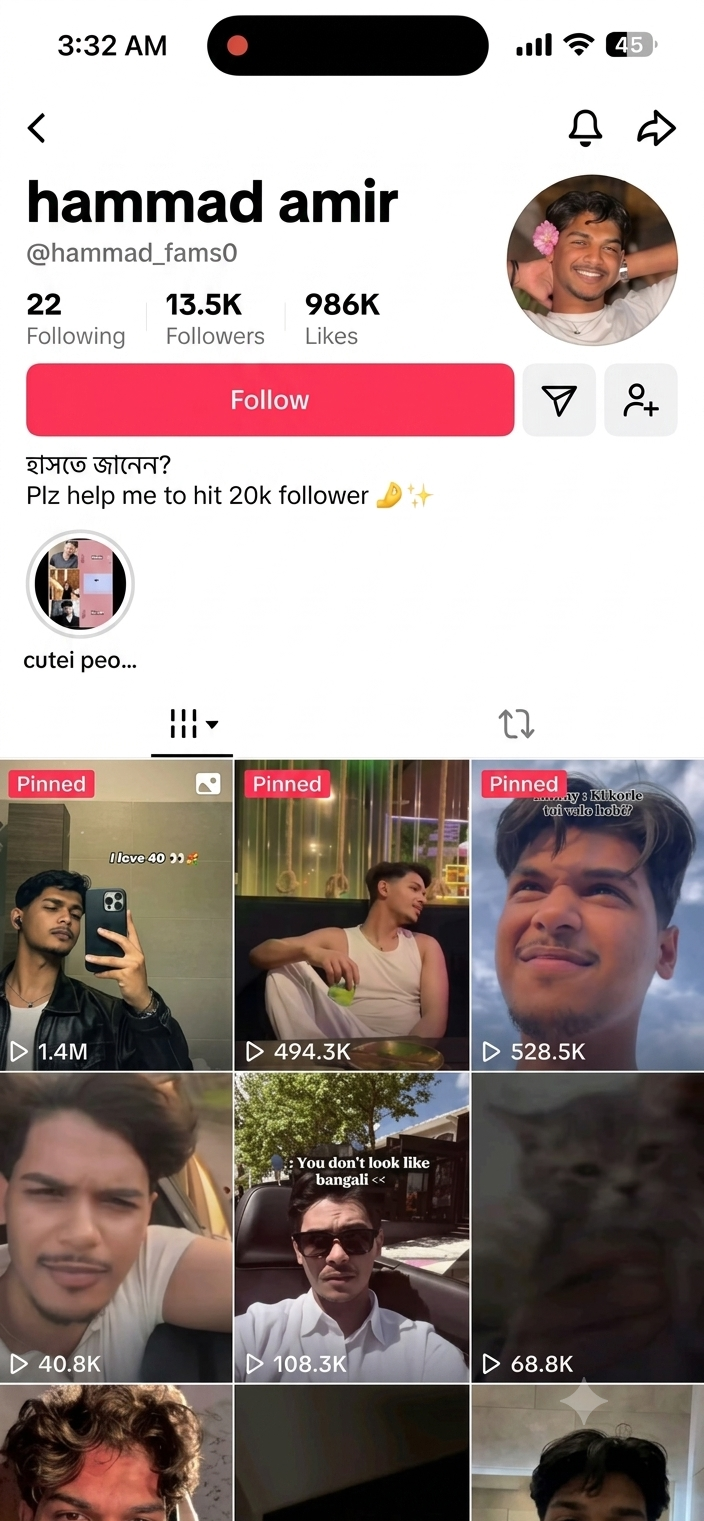 3:32 AM
45
hammad amir
@hammad_fams0
22
Following
13.5K
Followers
986K
Likes
Follow
হাসতে জানেন?
Plz help me to hit 20k follower 🤌✨
cutei peo...
Pinned
I love 40 👀💐
1.4M
Pinned
494.3K
Pinned
: KI korle
toi valo hobi?
528.5K
40.8K
: You don't look like
bangali <<
108.3K
68.8K